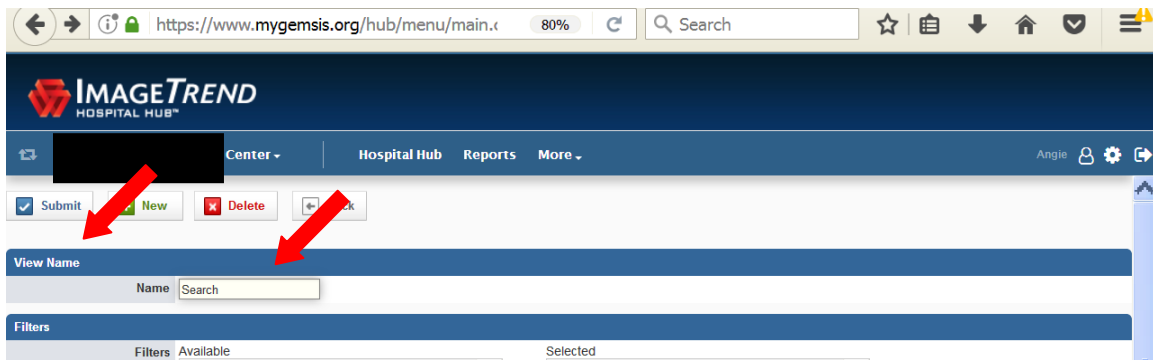 https://www.mygemsis.org/hub/menu/main. 80% Search
IMAGETREND
HOSPITAL HUB™
Center Hospital Hub Reports More Angie
Submit New Delete
View Name
Name Search
Filters
Filters Available Selected